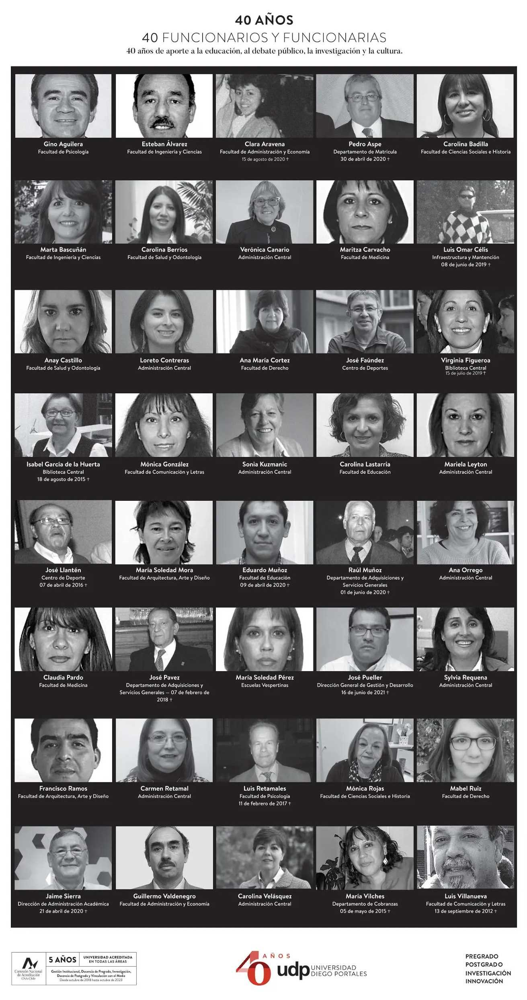 40 AÑOS
40 FUNCIONARIOS Y FUNCIONARIAS
40 años de aporte a la educación, al debate público, la investigación y la cultura.
Gino Aguilera
Facultad de Psicología
Esteban Álvarez
Facultad de Ingeniería y Ciencias
Clara Aravena
Facultad de Administración y Economía
15 de agosto de 2020 †
Pedro Aspe
Departamento de Matrícula
30 de abril de 2020 †
Carolina Badilla
Facultad de Ciencias Sociales e Historia
Marta Bascuñán
Facultad de Ingeniería y Ciencias
Carolina Berríos
Facultad de Salud y Odontología
Verónica Canario
Administración Central
Maritza Carvacho
Facultad de Medicina
Luis Omar Célis
Infraestructura y Mantención
08 de junio de 2019 †
Anay Castillo
Facultad de Salud y Odontología
Loreto Contreras
Administración Central
Ana María Cortez
Facultad de Derecho
José Faúndez
Centro de Deportes
Virginia Figueroa
Biblioteca Central
15 de julio de 2019 †
Isabel García de la Huerta
Biblioteca Central
18 de agosto de 2015 †
Mónica González
Facultad de Comunicación y Letras
Sonia Kuzmanic
Administración Central
Carolina Lastarria
Facultad de Educación
Mariela Leyton
Administración Central
José Llantén
Centro de Deporte
07 de abril de 2016 †
María Soledad Mora
Facultad de Arquitectura, Arte y Diseño
Eduardo Muñoz
Facultad de Educación
09 de abril de 2020 †
Raúl Muñoz
Departamento de Adquisiciones y
Servicios Generales
01 de junio de 2020 †
Ana Orrego
Administración Central
Claudia Pardo
Facultad de Medicina
José Pavez
Departamento de Adquisiciones y
Servicios Generales – 07 de febrero de
2018 †
María Soledad Pérez
Escuelas Vespertinas
José Pueller
Dirección General de Gestión y Desarrollo
16 de junio de 2021 †
Sylvia Requena
Administración Central
Francisco Ramos
Facultad de Arquitectura, Arte y Diseño
Carmen Retamal
Administración Central
Luis Retamales
Facultad de Psicología
11 de febrero de 2017 †
Mónica Rojas
Facultad de Ciencias Sociales e Historia
Mabel Ruiz
Facultad de Derecho
Jaime Sierra
Dirección de Administración Académica
21 de abril de 2020 †
Guillermo Valdenegro
Facultad de Administración y Economía
Carolina Velásquez
Administración Central
María Vilches
Departamento de Cobranzas
05 de mayo de 2015 †
Luis Villanueva
Facultad de Comunicación y Letras
13 de septiembre de 2012 †
Comisión Nacional
de Acreditación
CNA-Chile
5 AÑOS
UNIVERSIDAD ACREDITADA
EN TODAS LAS ÁREAS
Gestión Institucional, Docencia de Pregrado, Investigación,
Docencia de Postgrado y Vinculación con el Medio
Desde octubre de 2018 hasta octubre de 2023
40 AÑOS
udp UNIVERSIDAD
DIEGO PORTALES
PREGRADO
POSTGRADO
INVESTIGACIÓN
INNOVACIÓN